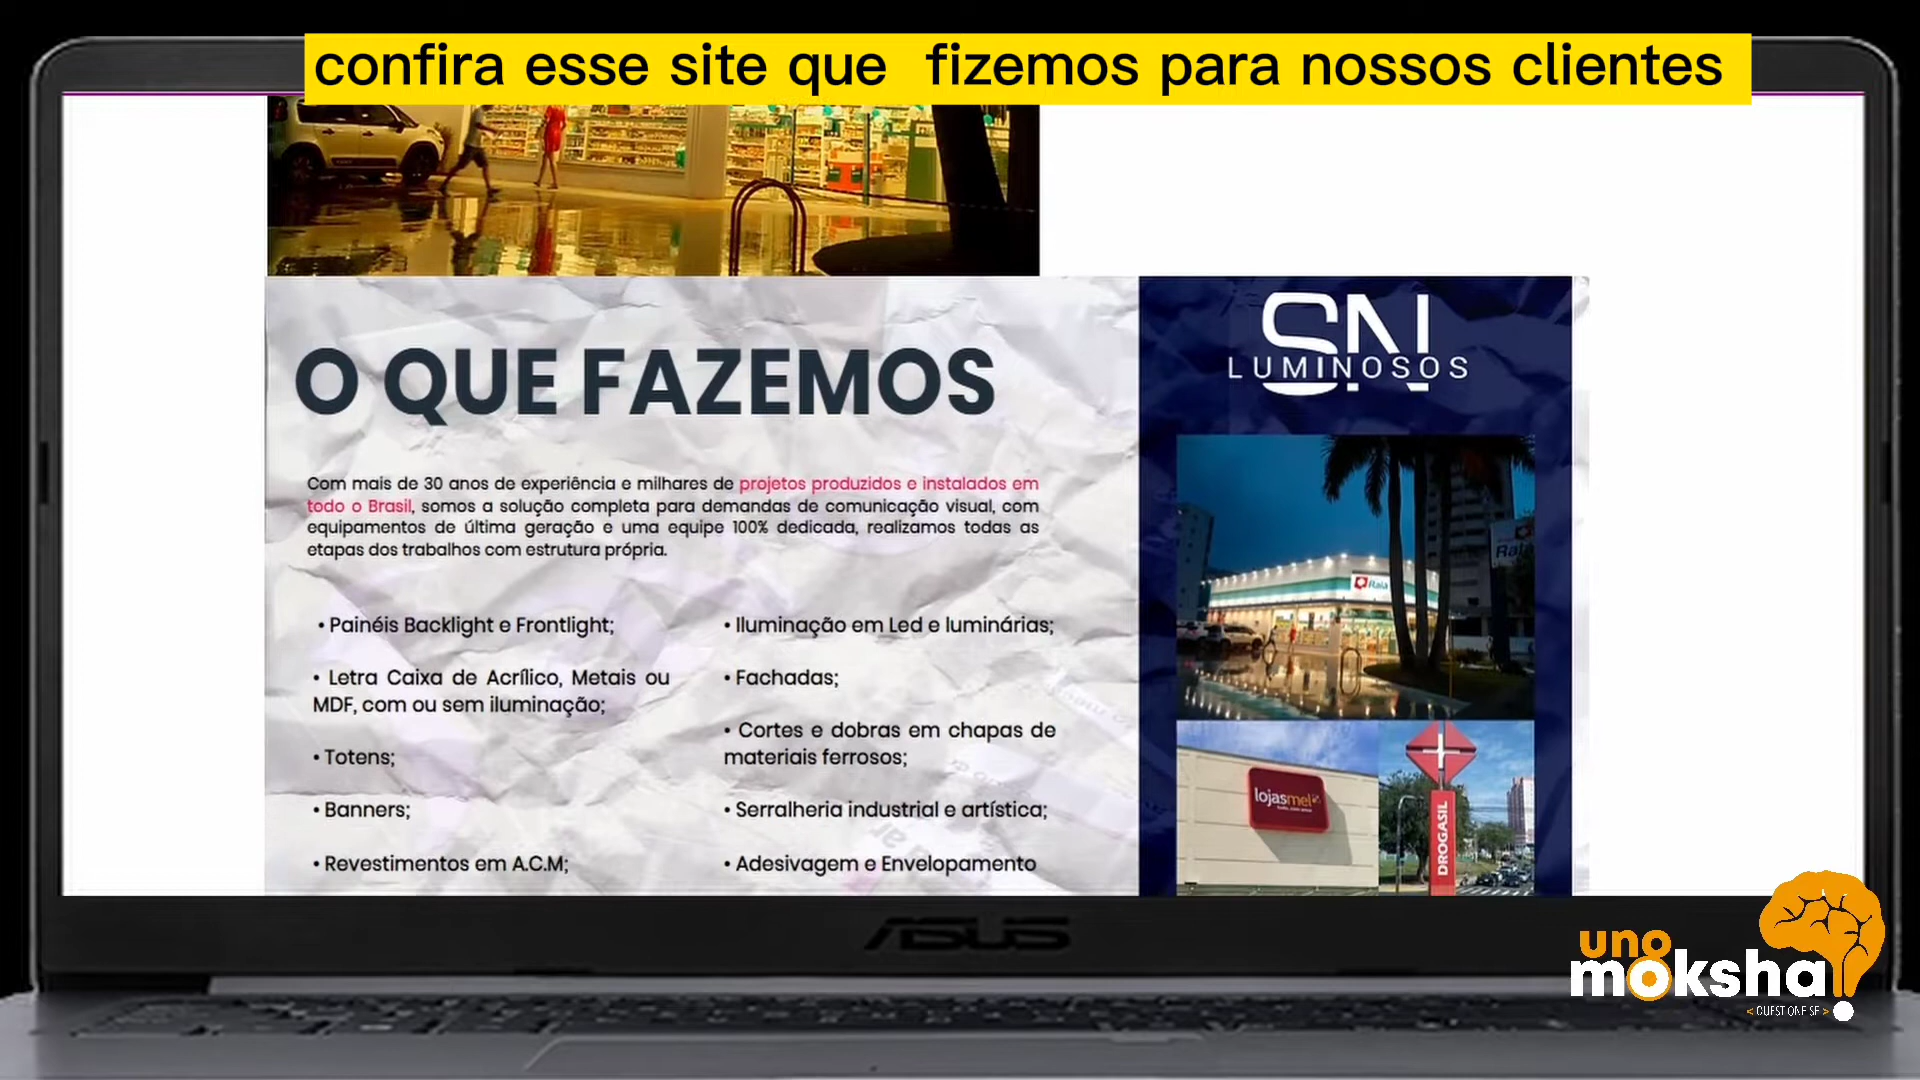 confira esse site que fizemos para nossos clientes
O QUE FAZEMOS
Com mais de 30 anos de experiência e milhares de projetos produzidos e instalados em
todo o Brasil, somos a solução completa para demandas de comunicação visual, com
equipamentos de última geração e uma equipe 100% dedicada, realizamos todas as
etapas dos trabalhos com estrutura própria.
• Painéis Backlight e Frontlight;
• Letra Caixa de Acrílico, Metais ou
MDF, com ou sem iluminação;
• Totens;
• Banners;
• Revestimentos em A.C.M;
• Iluminação em Led e luminárias;
• Fachadas;
• Cortes e dobras em chapas de
materiais ferrosos;
• Serralheria industrial e artística;
• Adesivagem e Envelopamento
SN
LUMINOSOS
Raia
lojasmel
DROGASIL
ASUS
uno
moksha
< QUESTIONE-SE >